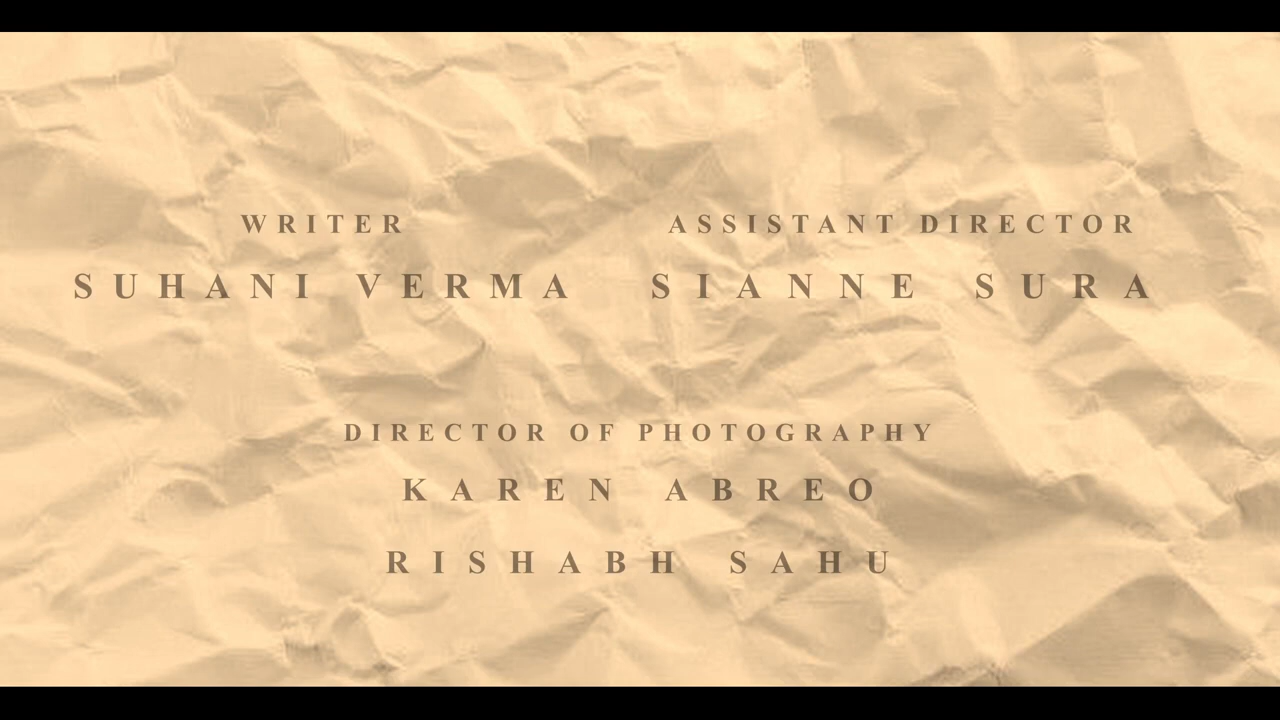 WRITER
SUHANI VERMA
ASSISTANT DIRECTOR
SIANNE SURA
DIRECTOR OF PHOTOGRAPHY
KAREN ABREO
RISHABH SAHU